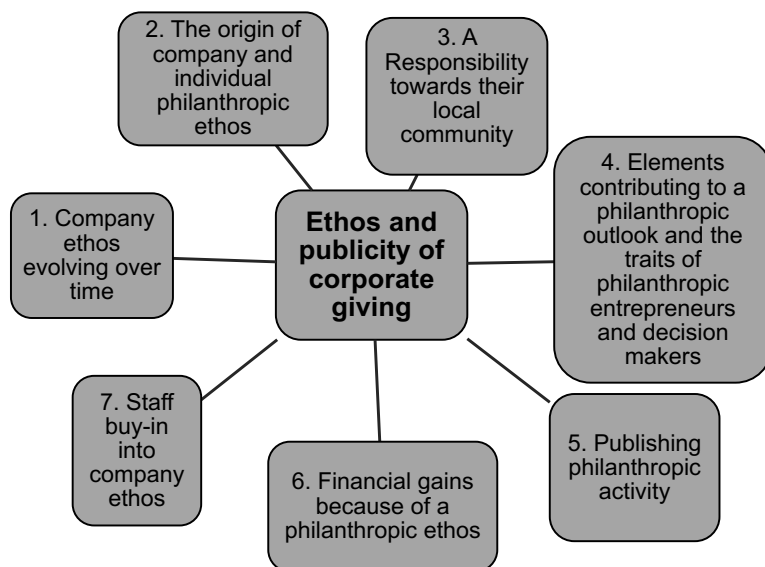 2. The origin of
company and
individual
philanthropic
ethos
3. A
Responsibility
towards their
local
community
4. Elements
contributing to a
philanthropic
outlook and the
traits of
philanthropic
entrepreneurs
and decision
makers
1. Company
ethos
evolving over
time
Ethos and
publicity of
corporate
giving
7. Staff
buy-in
into
company
ethos
6. Financial gains
because of a
philanthropic ethos
5. Publishing
philanthropic
activity